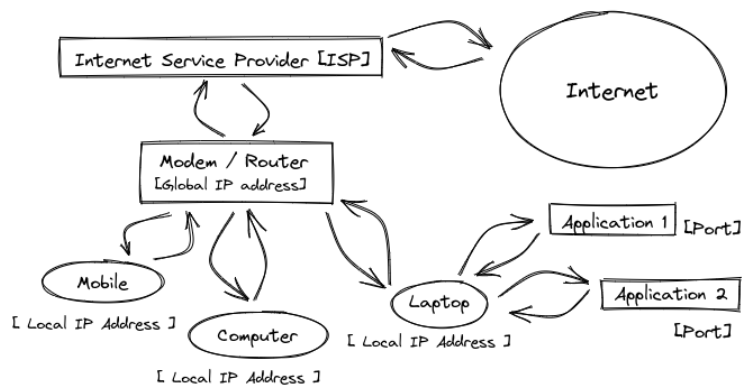 Internet Service Provider [ISP]
Internet
Modem / Router
[Global IP address]
Application 1
[Port]
Mobile
Laptop
Application 2
[ Local IP Address ]
Computer
[ Local IP Address ]
[Port]
[ Local IP Address ]